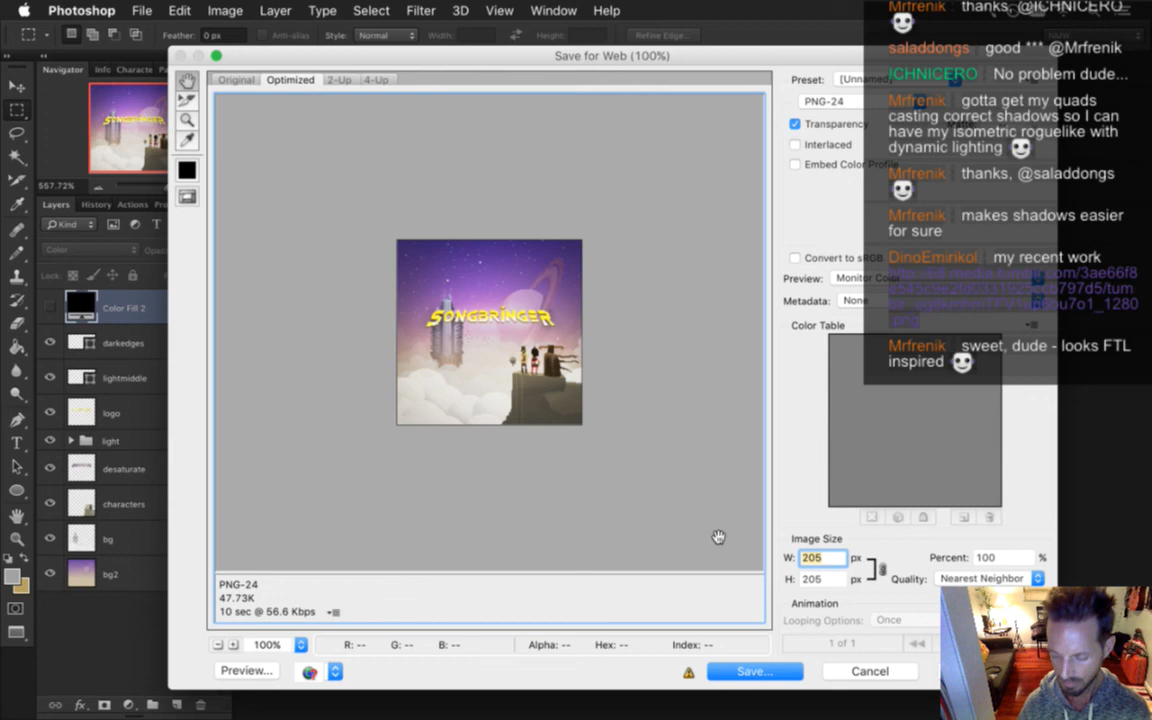 Photoshop File Edit Image Layer Type Select Filter 3D View Window Help
Feather: 0 px Anti-alias Style: Normal Width: Height: Refine Edge...
Navigator Info
SONGBRINGER
557.72%
Layers History Actions
Kind
Color
Lock:
Color Fill 2
darkedges
lightmiddle
logo
light
desaturate
characters
bg
bg2
Save for Web (100%)
Original Optimized 2-Up 4-Up
SONGBRINGER
PNG-24
47.73K
10 sec @ 56.6 Kbps
100% R: -- G: -- B: -- Alpha: -- Hex: -- Index: --
Preview... Save... Cancel
Preset: [Unnamed]
PNG-24
Transparency
Interlaced
Embed Color Profile
Convert to sRGB
Preview: Monitor Color
Metadata: None
Color Table
Image Size
W: 205 px Percent: 100 %
H: 205 px Quality: Nearest Neighbor
Animation
Looping Options: Once
1 of 1
Mrfrenik thanks, @ICHNICERO
saladdongs good *** @Mrfrenik
ICHNICERO No problem dude...
Mrfrenik gotta get my quads
casting correct shadows so I can
have my isometric roguelike with
dynamic lighting
Mrfrenik thanks, @saladdongs
Mrfrenik makes shadows easier
for sure
DinoEmirikol my recent work
Mrfrenik sweet, dude - looks FTL
inspired